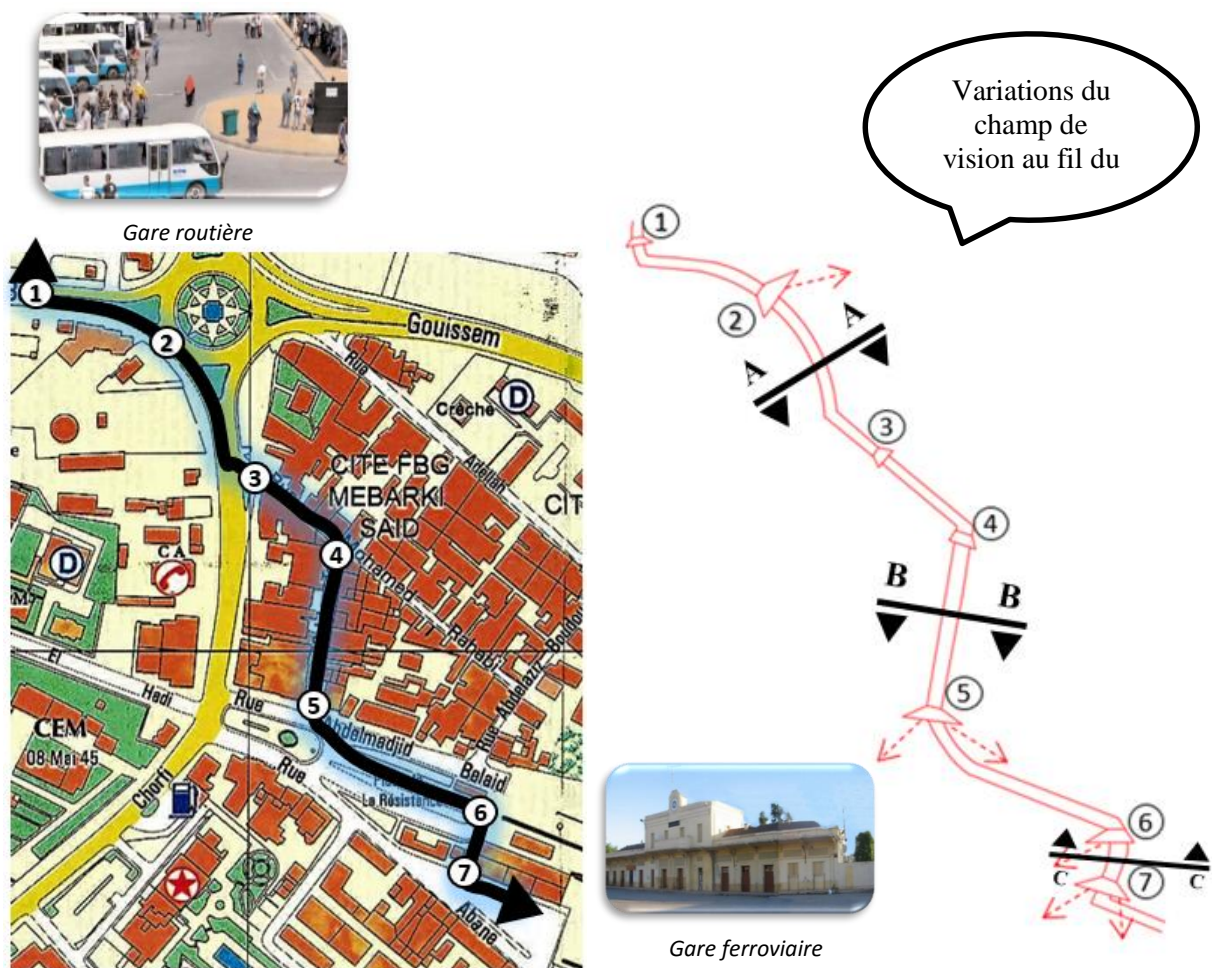 Variations du
champ de
vision au fil du
Gare routière
1
2
3
4
5
6
7
Gouissem
Rue
Adellah
Crèche
D
CITE FBG
MEBARKI
SAID
CIT
Mohamed
Rahabi
Rue Abdelaziz Boudou
D
CA
El
Hadi
Rue
Abdelmadjid
Belaid
La Résistance
CEM
08 Mai 45
Chorfi
Rue
Abane
1
2
A
A
3
4
B
B
5
6
C
C
7
Gare ferroviaire